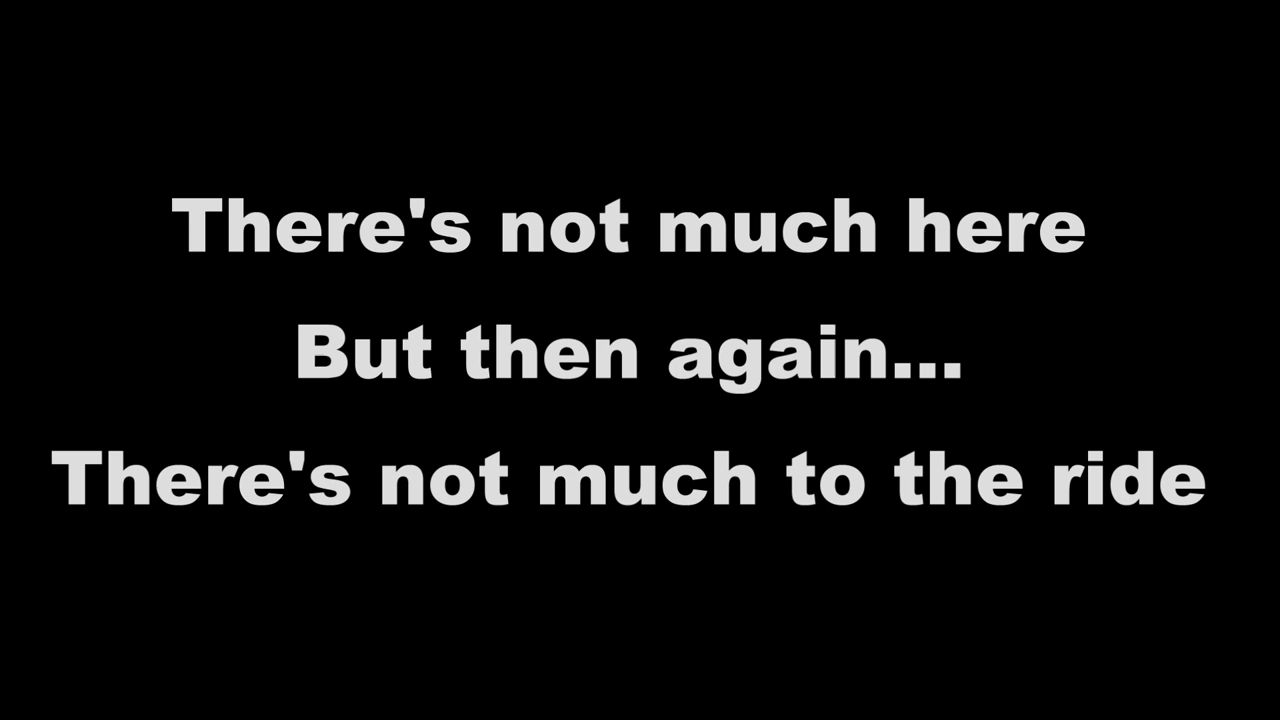 There's not much here
But then again...
There's not much to the ride